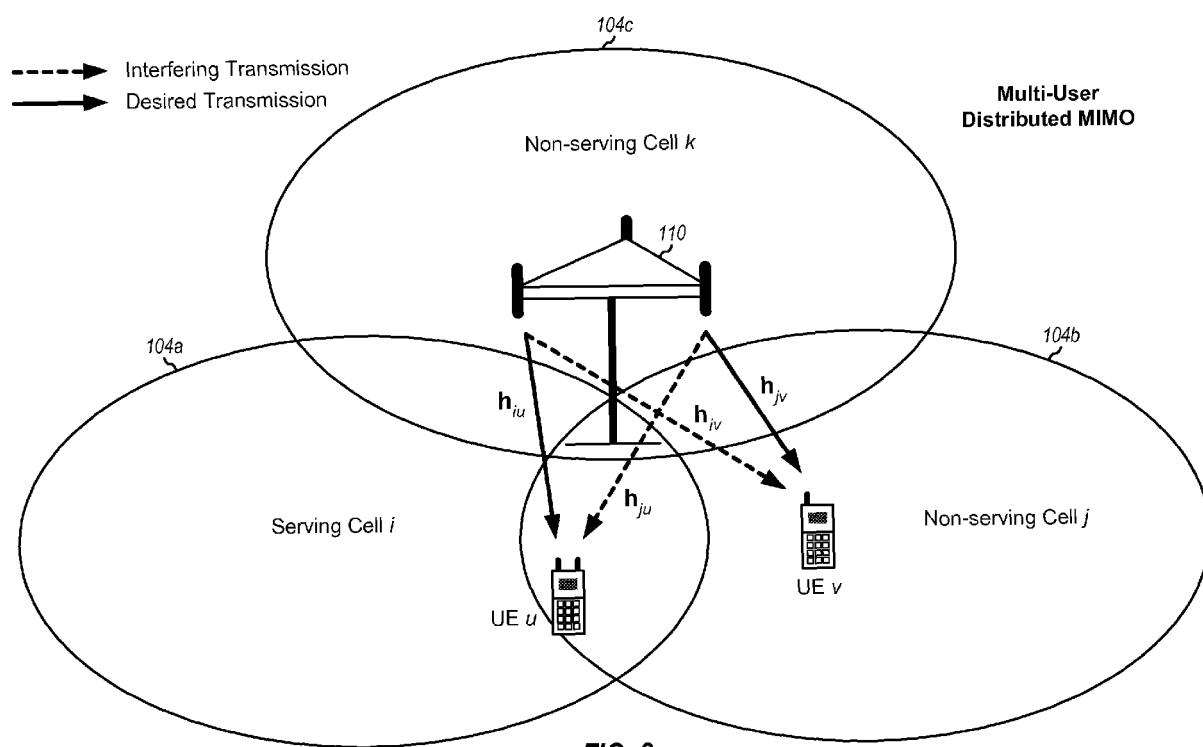 104c
Interfering Transmission
Desired Transmission
Multi-User
Distributed MIMO
Non-serving Cell k
110
104a
104b
h_iu
h_iv
h_jv
h_ju
Serving Cell i
Non-serving Cell j
UE u
UE v